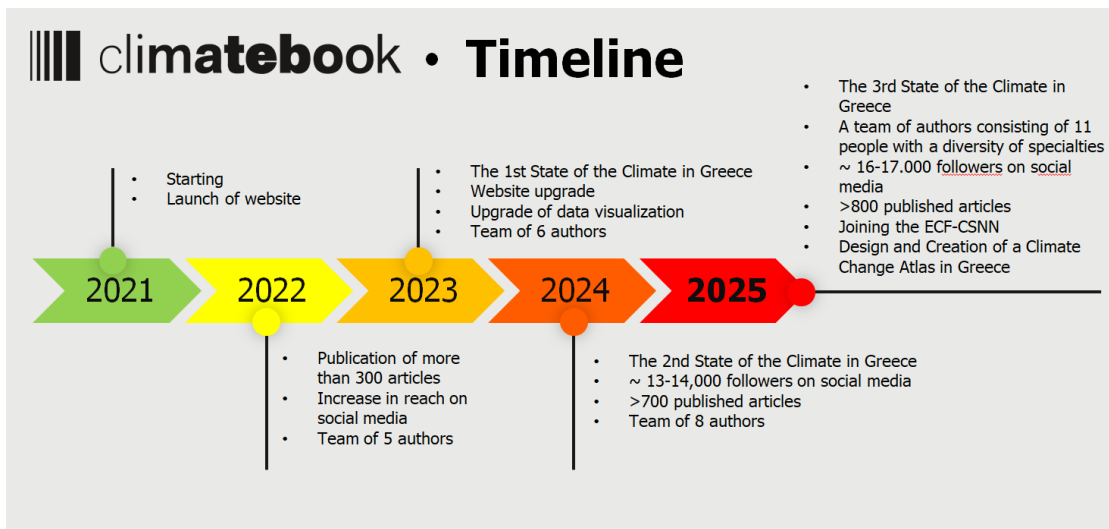 climatebook • Timeline
• Starting
• Launch of website
• The 1st State of the Climate in Greece
• Website upgrade
• Upgrade of data visualization
• Team of 6 authors
• The 3rd State of the Climate in
Greece
• A team of authors consisting of 11
people with a diversity of specialties
• ~ 16-17.000 followers on social
media
• >800 published articles
• Joining the ECF-CSNN
• Design and Creation of a Climate
Change Atlas in Greece
2021
2022
2023
2024
2025
• Publication of more
than 300 articles
• Increase in reach on
social media
• Team of 5 authors
• The 2nd State of the Climate in Greece
• ~ 13-14,000 followers on social media
• >700 published articles
• Team of 8 authors